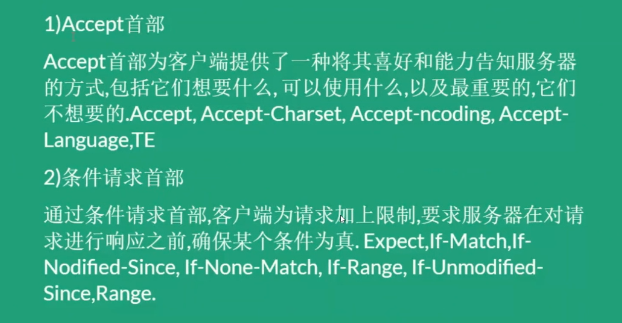 1)Accept首部
Accept首部为客户端提供了一种将其喜好和能力告知服务器
的方式,包括它们想要什么, 可以使用什么,以及最重要的,它们
不想要的.Accept, Accept-Charset, Accept-ncoding, Accept-
Language,TE
2)条件请求首部
通过条件请求首部,客户端为请求加上限制,要求服务器在对请
求进行响应之前,确保某个条件为真. Expect,If-Match,If-
Nodified-Since, If-None-Match, If-Range, If-Unmodified-
Since,Range.